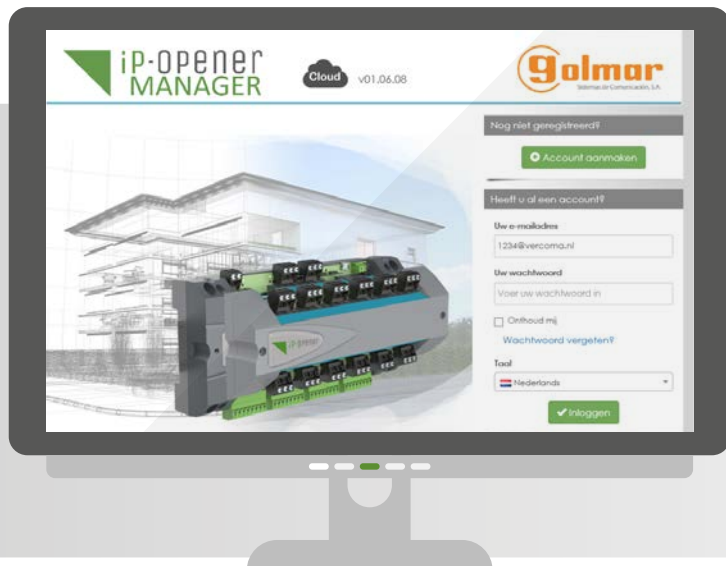 iP-OPENER
MANAGER
Cloud
v01.06.08
golmar
Sistemas de Comunicación, S.A.
Nog niet geregistreerd?
Account aanmaken
Heeft u al een account?
Uw e-mailadres
1234@vercoma.nl
Uw wachtwoord
Voer uw wachtwoord in
Onthoud mij
Wachtwoord vergeten?
Taal
Nederlands
Inloggen
iP-opener